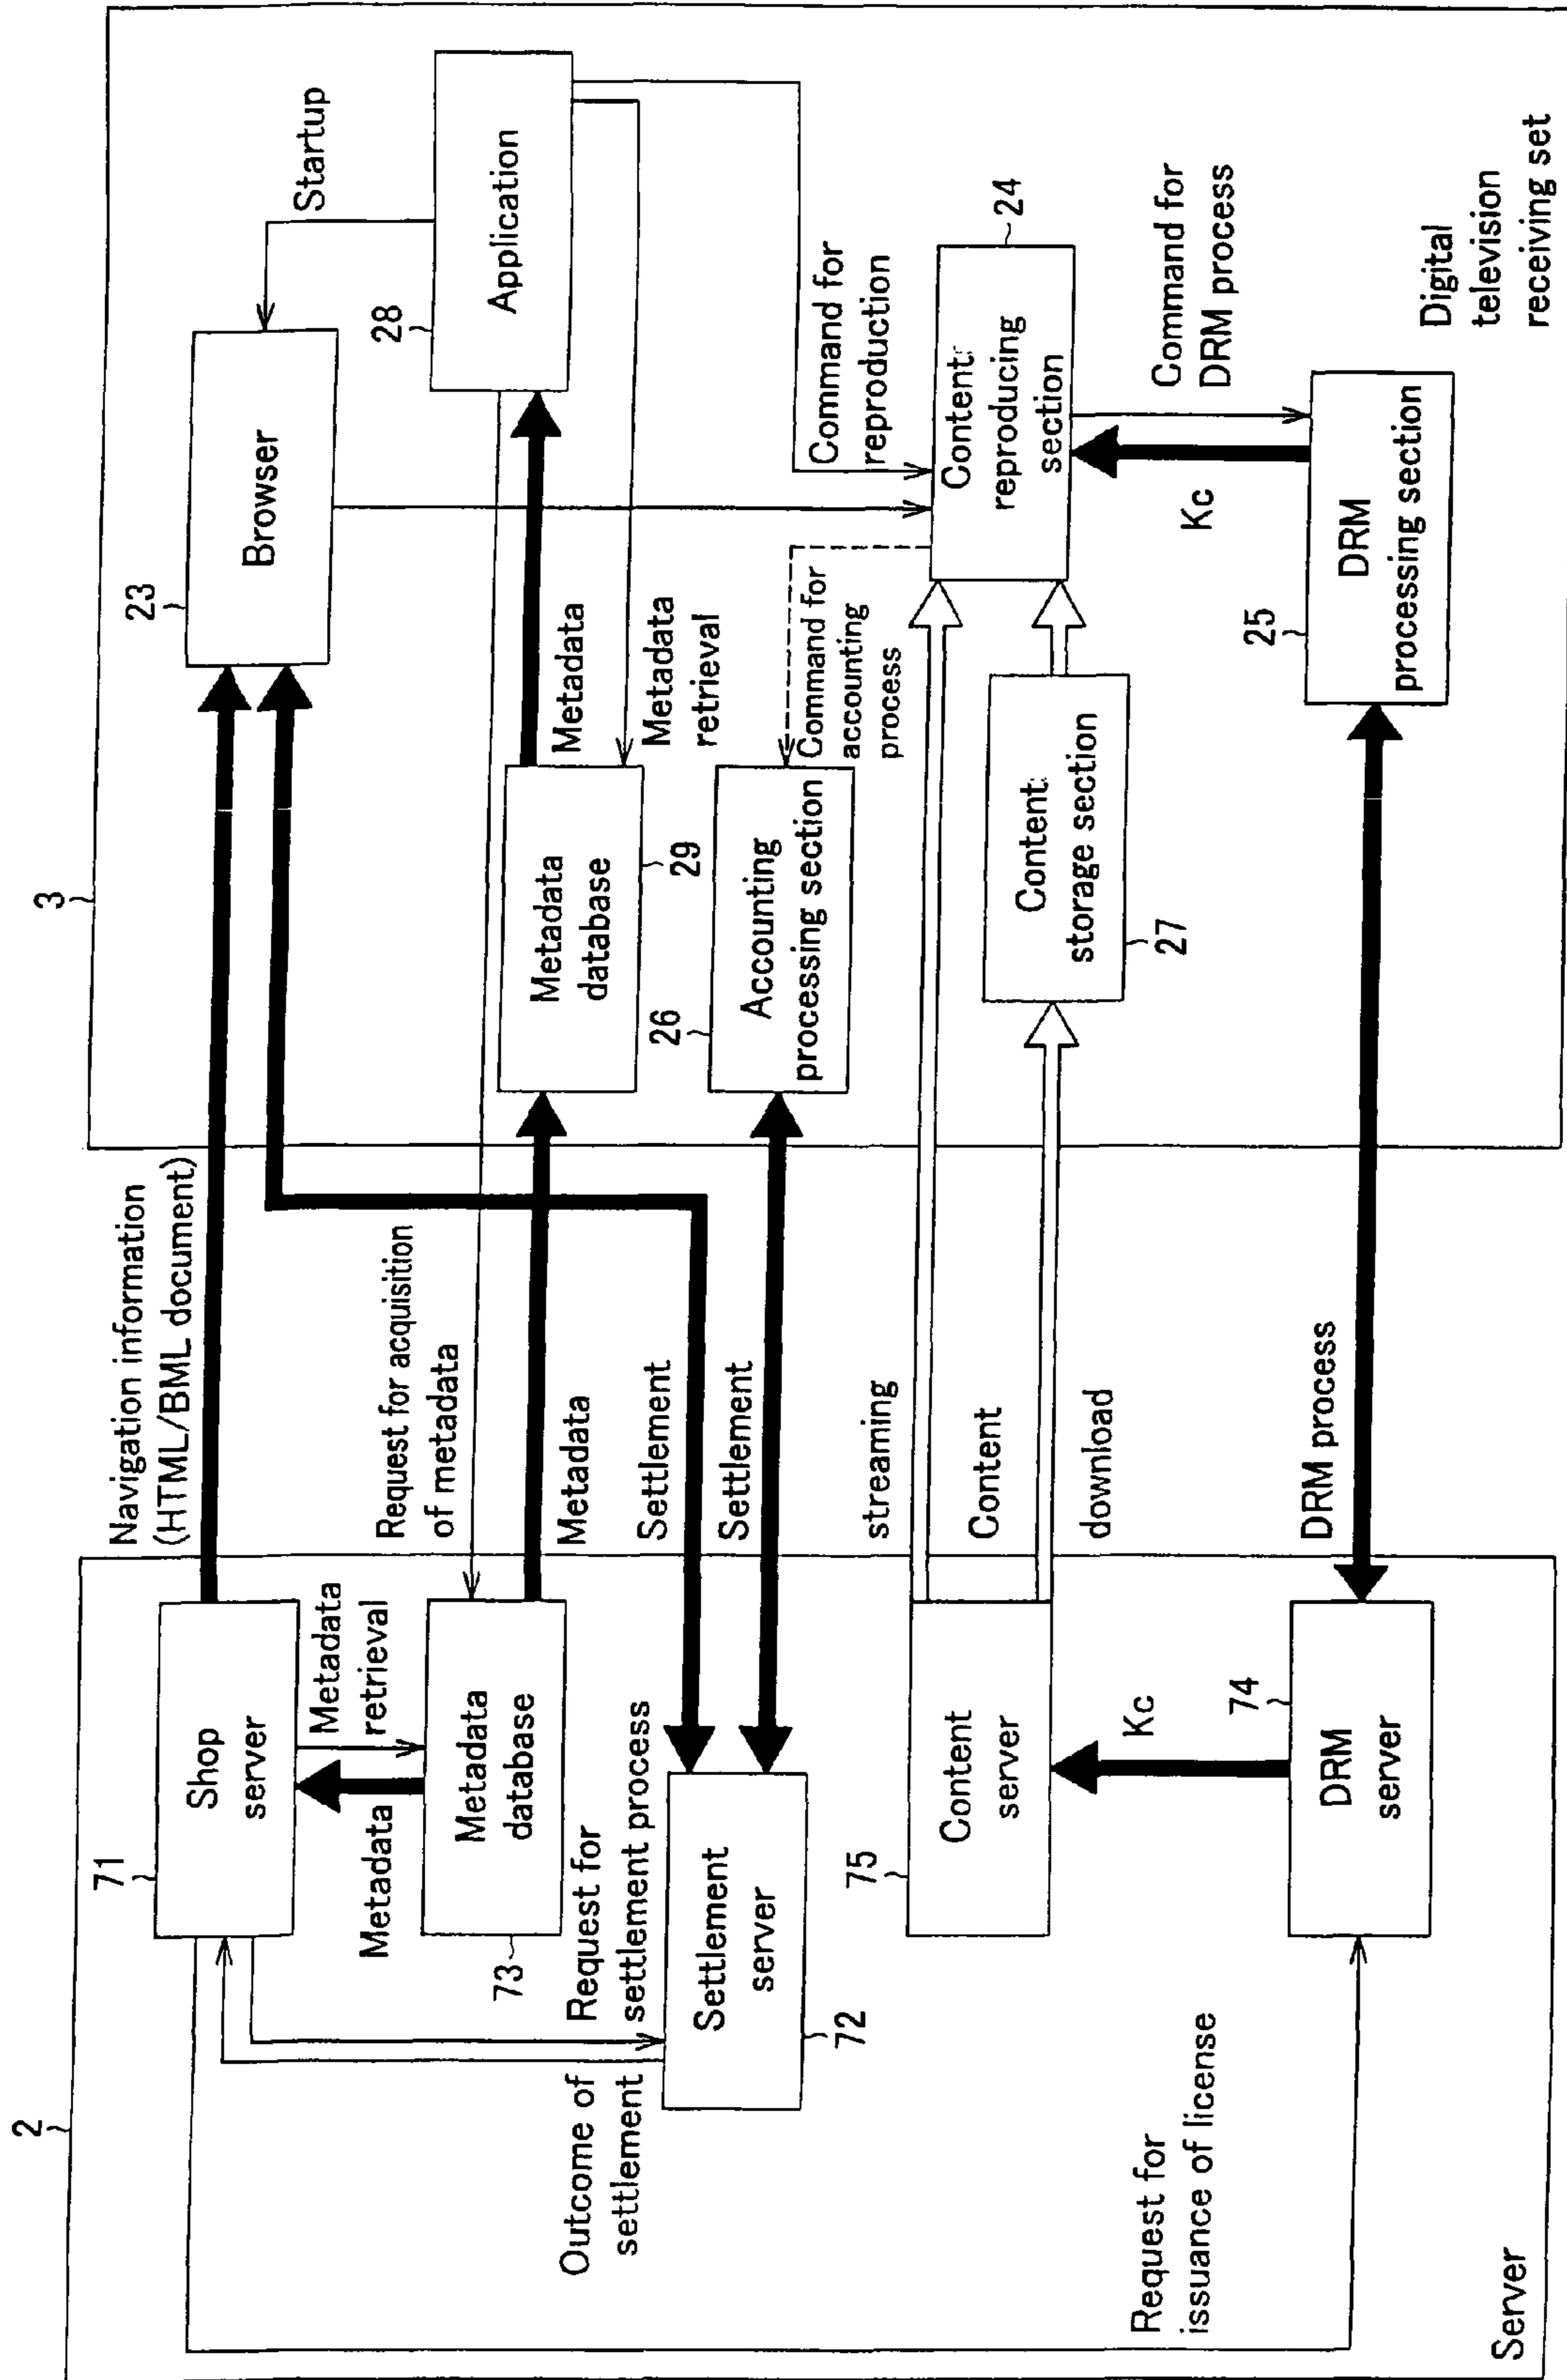 2
3
Server
Digital
television
receiving set
71
Shop
server
Navigation information
(HTML/BML document)
23
Browser
Startup
Metadata
retrieval
Metadata
Metadata
database
73
Request for acquisition
of metadata
Metadata
Metadata
database
29
Metadata
Metadata
retrieval
28
Application
Request for
settlement process
Outcome of
settlement
Settlement
server
72
Settlement
Settlement
26
Accounting
processing section
Command for
accounting
process
Command for
reproduction
75
Content
server
streaming
Content
download
Content
storage section
27
Content
reproducing
section
24
Kc
74
DRM
server
Request for
issuance of license
DRM process
25
DRM
processing section
Kc
Command for
DRM process